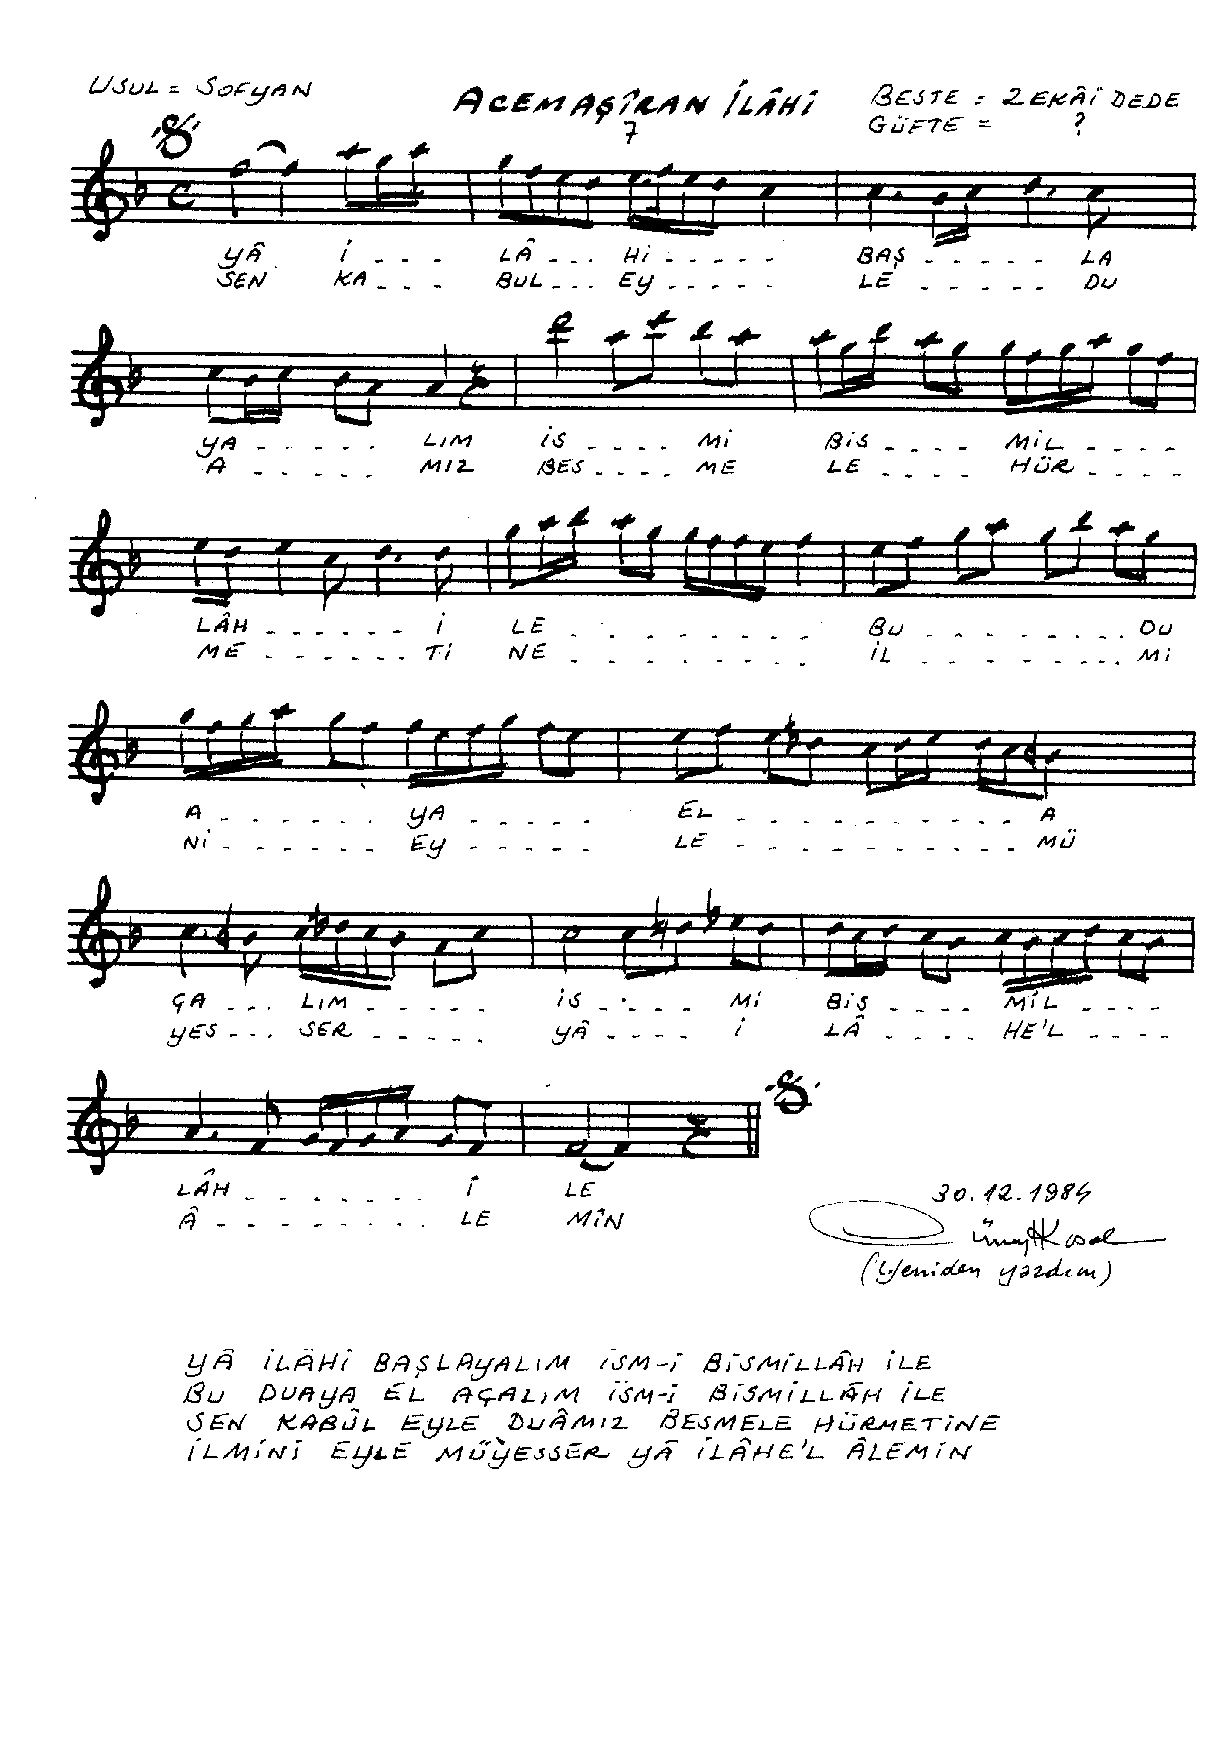 USUL = SOFYAN
ACEMAŞÎRAN İLÂHİ
7
BESTE : ZEKÂİ DEDE
GÜFTE = ?
YÂ İ _ _ _ LÂ _ _ _ Hİ _ _ _ _ _ BAŞ _ _ _ _ _ LA
SEN KA _ _ _ BUL _ _ _ EY _ _ _ _ _ LE _ _ _ _ _ DU
YA _ _ _ _ _ LIM İS _ _ _ _ Mİ BİS _ _ _ _ MİL _ _ _ _
A _ _ _ _ _ MIZ BES _ _ _ _ ME LE _ _ _ _ HÜR _ _ _ _
LÂH _ _ _ _ _ _ İ LE _ _ _ _ _ _ _ BU _ _ _ _ _ _ _ DU
ME _ _ _ _ _ _ Tİ NE _ _ _ _ _ _ _ İL _ _ _ _ _ _ _ Mİ
A _ _ _ _ _ _ YA _ _ _ _ _ EL _ _ _ _ _ _ _ _ _ _ A
Nİ _ _ _ _ _ _ EY _ _ _ _ _ LE _ _ _ _ _ _ _ _ _ _ MÜ
ÇA _ _ _ LIM _ _ _ _ _ İS _ _ _ _ Mİ BİS _ _ _ _ MİL _ _ _ _
YES _ _ _ SER _ _ _ _ _ YÂ _ _ _ _ İ LÂ _ _ _ _ HE'L _ _ _ _
LÂH _ _ _ _ _ _ _ İ LE
Â _ _ _ _ _ _ _ _ LE MÎN
30.12.1984
Cüneyt Kosal
(Yeniden yazdım)
YÂ İLÂHİ BAŞLAYALIM İSM-İ BİSMİLLÂH İLE
BU DUAYA EL AÇALIM İSM-İ BİSMİLLÂH İLE
SEN KABÛL EYLE DUÂMIZ BESMELE HÜRMETİNE
İLMİNİ EYLE MÜYESSER YÂ İLÂHE'L ÂLEMİN